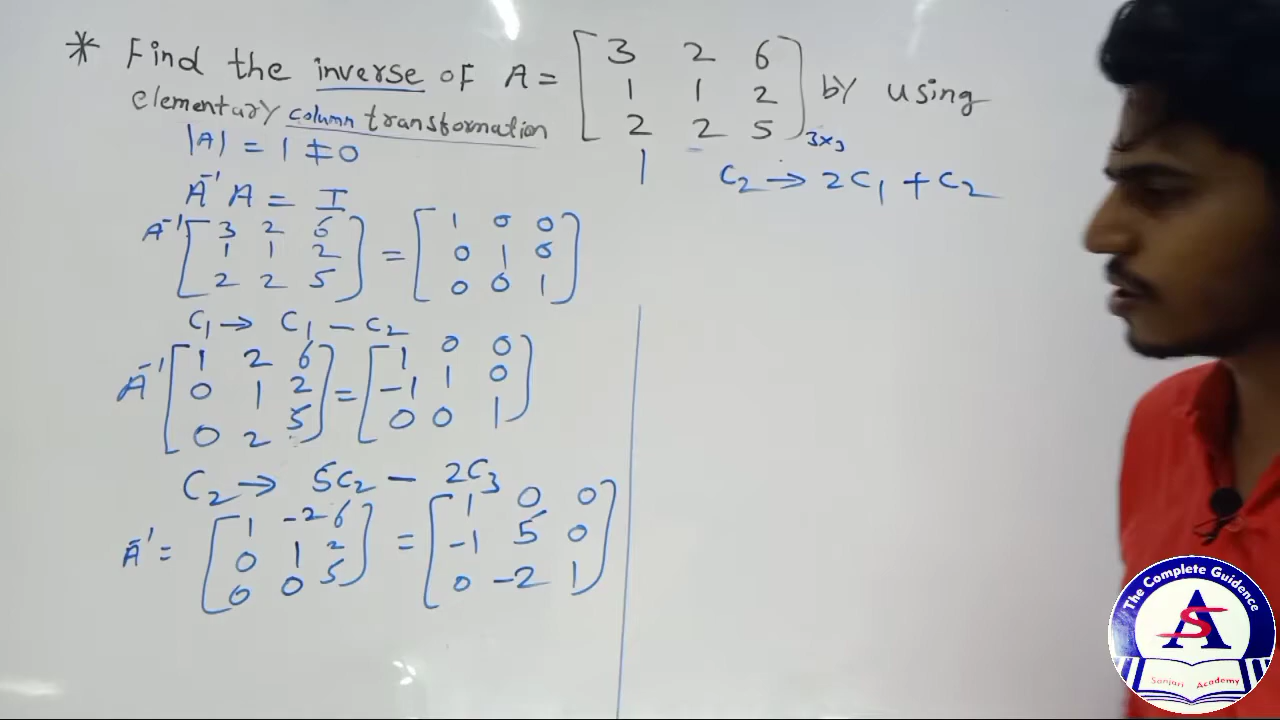 * Find the inverse of A = [3 2 6
1 1 2
2 2 5]3x3 by using
elementary column transformation
|A| = 1 ≠ 0
A⁻¹ A = I
A⁻¹ [3 2 6
1 1 2
2 2 5] = [1 0 0
0 1 0
0 0 1]
C₁ → C₁ - C₂
A⁻¹ [1 2 6
0 1 2
0 2 5] = [1 0 0
-1 1 0
0 0 1]
C₂ → 5C₂ - 2C₃
A⁻¹ = [1 -2 6
0 1 2
0 0 5] = [1 0 0
-1 5 0
0 -2 1]
1
C₂ → 2C₁ + C₂
The Complete Guidence
S A
Sanjari Academy